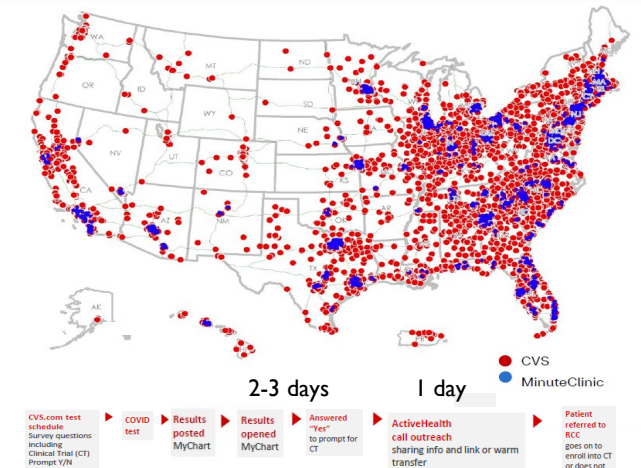 WA
MT
ND
OR
ID
SD
WY
NE
NV
UT
CO
KS
CA
AZ
NM
OK
AR
TX
AK
CVS
MinuteClinic
2-3 days
1 day
CVS.com test
schedule
Survey questions
including
Clinical Trial (CT)
Prompt Y/N
COVID
test
Results
posted
MyChart
Results
opened
MyChart
Answered
"Yes"
to prompt for
CT
ActiveHealth
call outreach
sharing info and link or warm
transfer
Patient
referred to
RCC
goes on to
enroll into CT
or does not